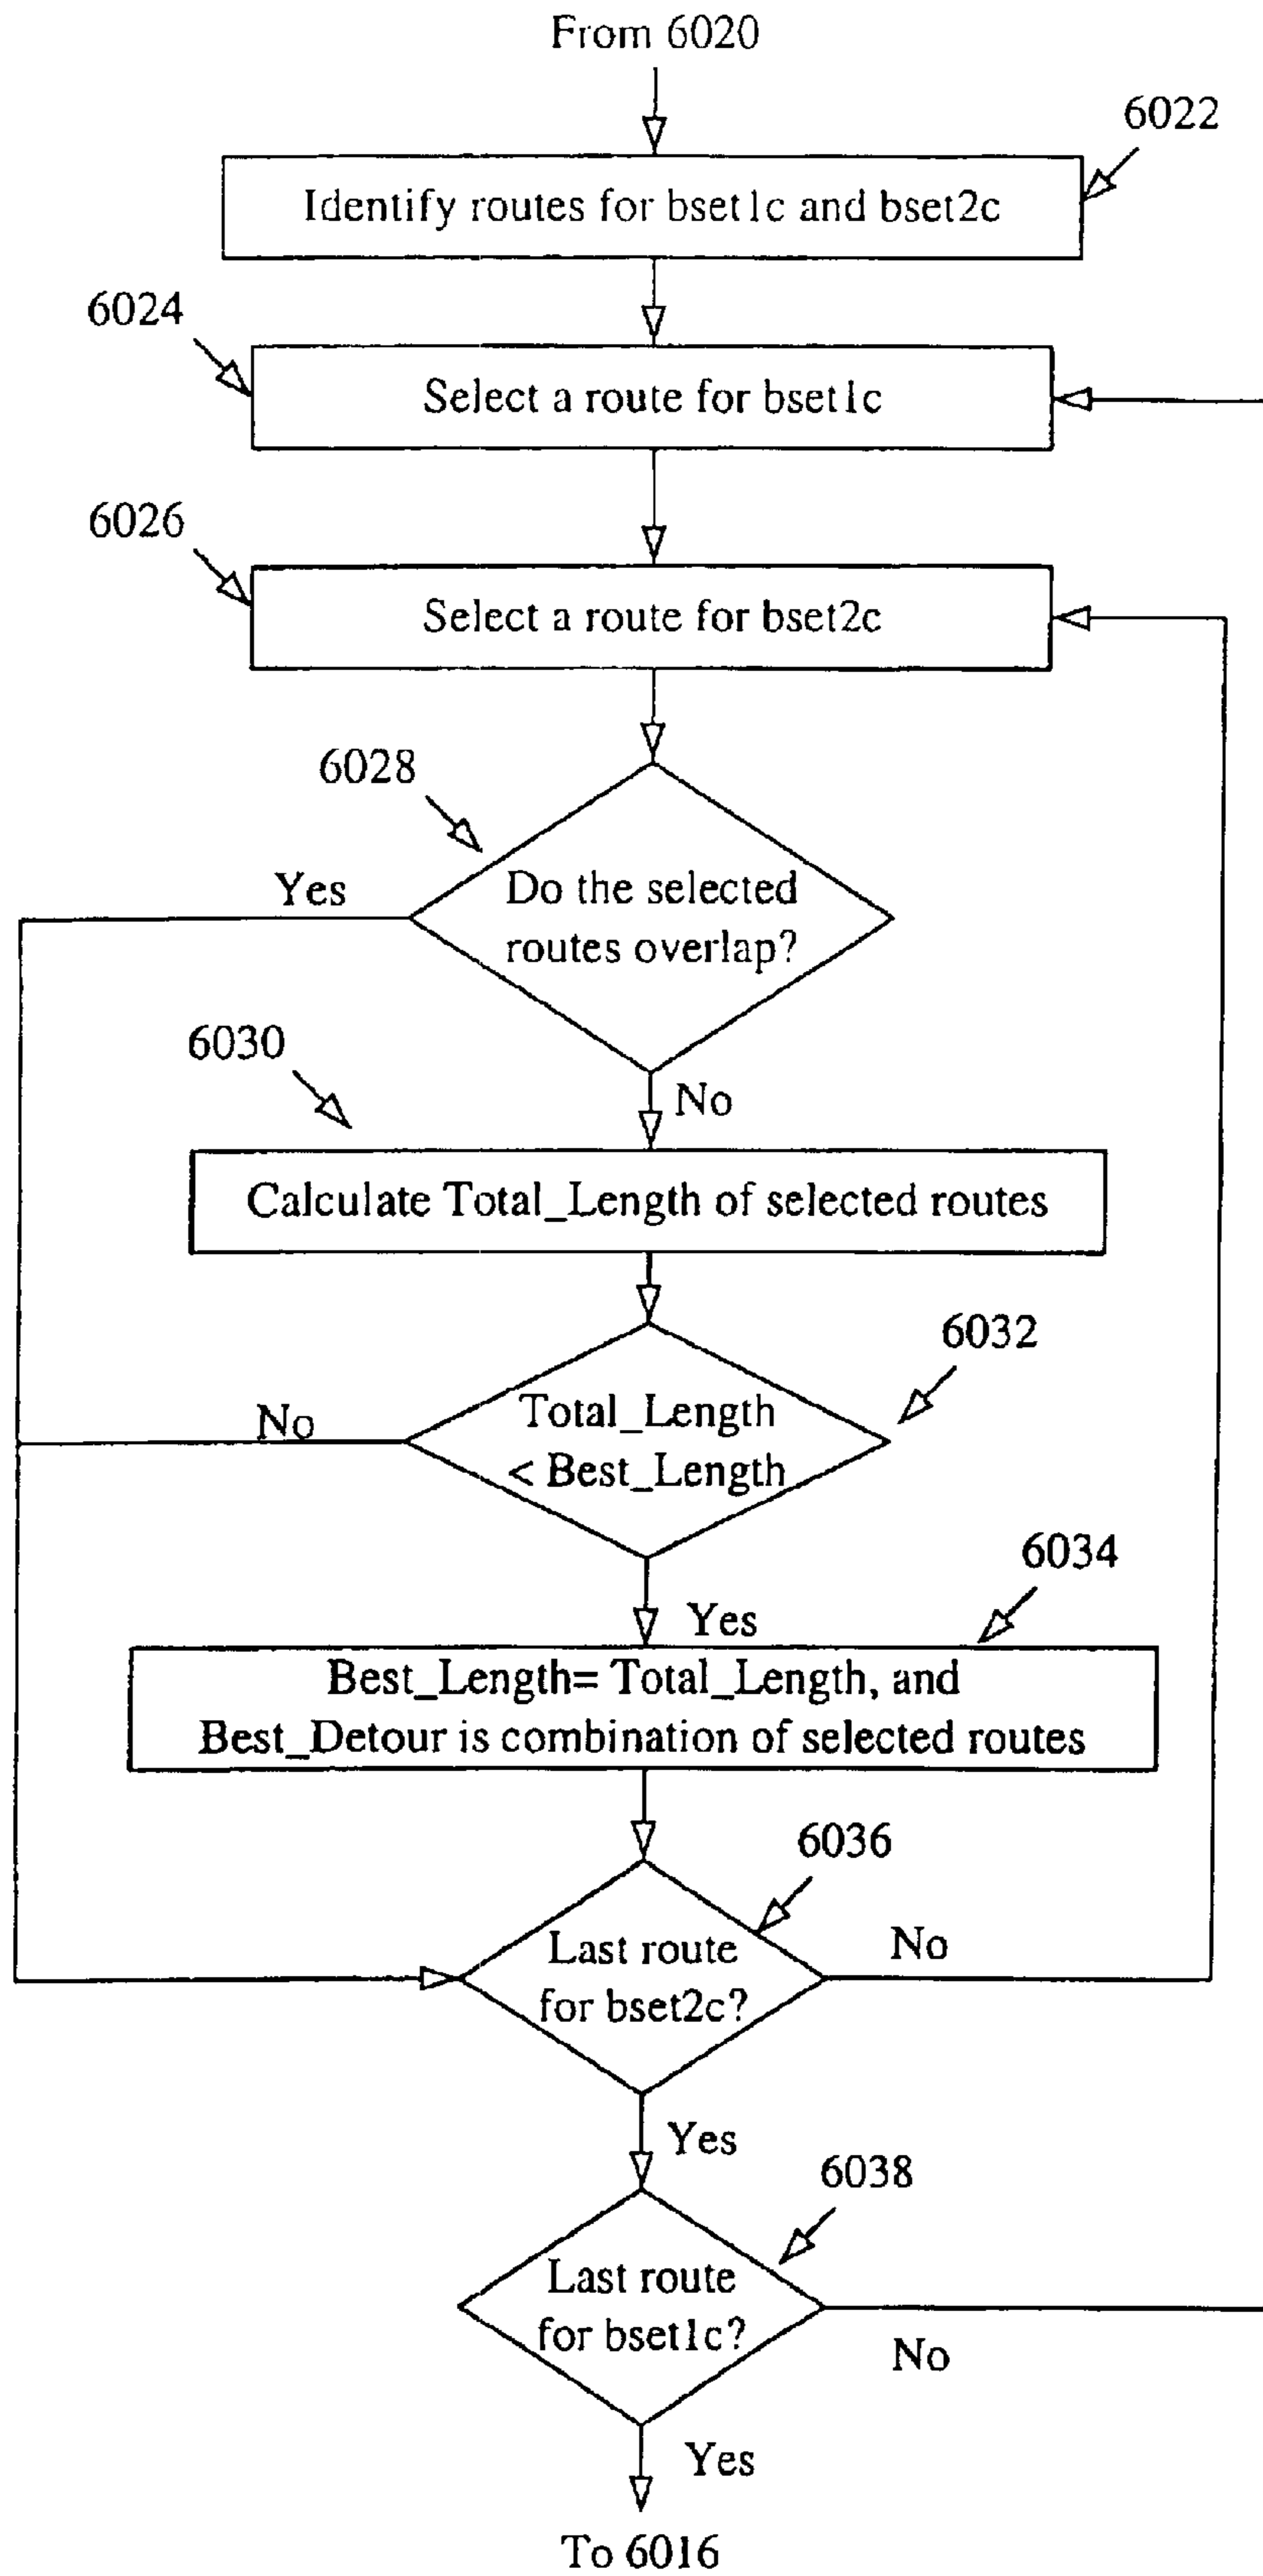 From 6020
6022
Identify routes for bset1c and bset2c
6024
Select a route for bset1c
6026
Select a route for bset2c
6028
Yes
Do the selected
routes overlap?
6030
No
Calculate Total_Length of selected routes
6032
Total_Length
< Best_Length
No
6034
Yes
Best_Length= Total_Length, and
Best_Detour is combination of selected routes
6036
Last route
for bset2c?
No
Yes
6038
Last route
for bset1c?
No
Yes
To 6016